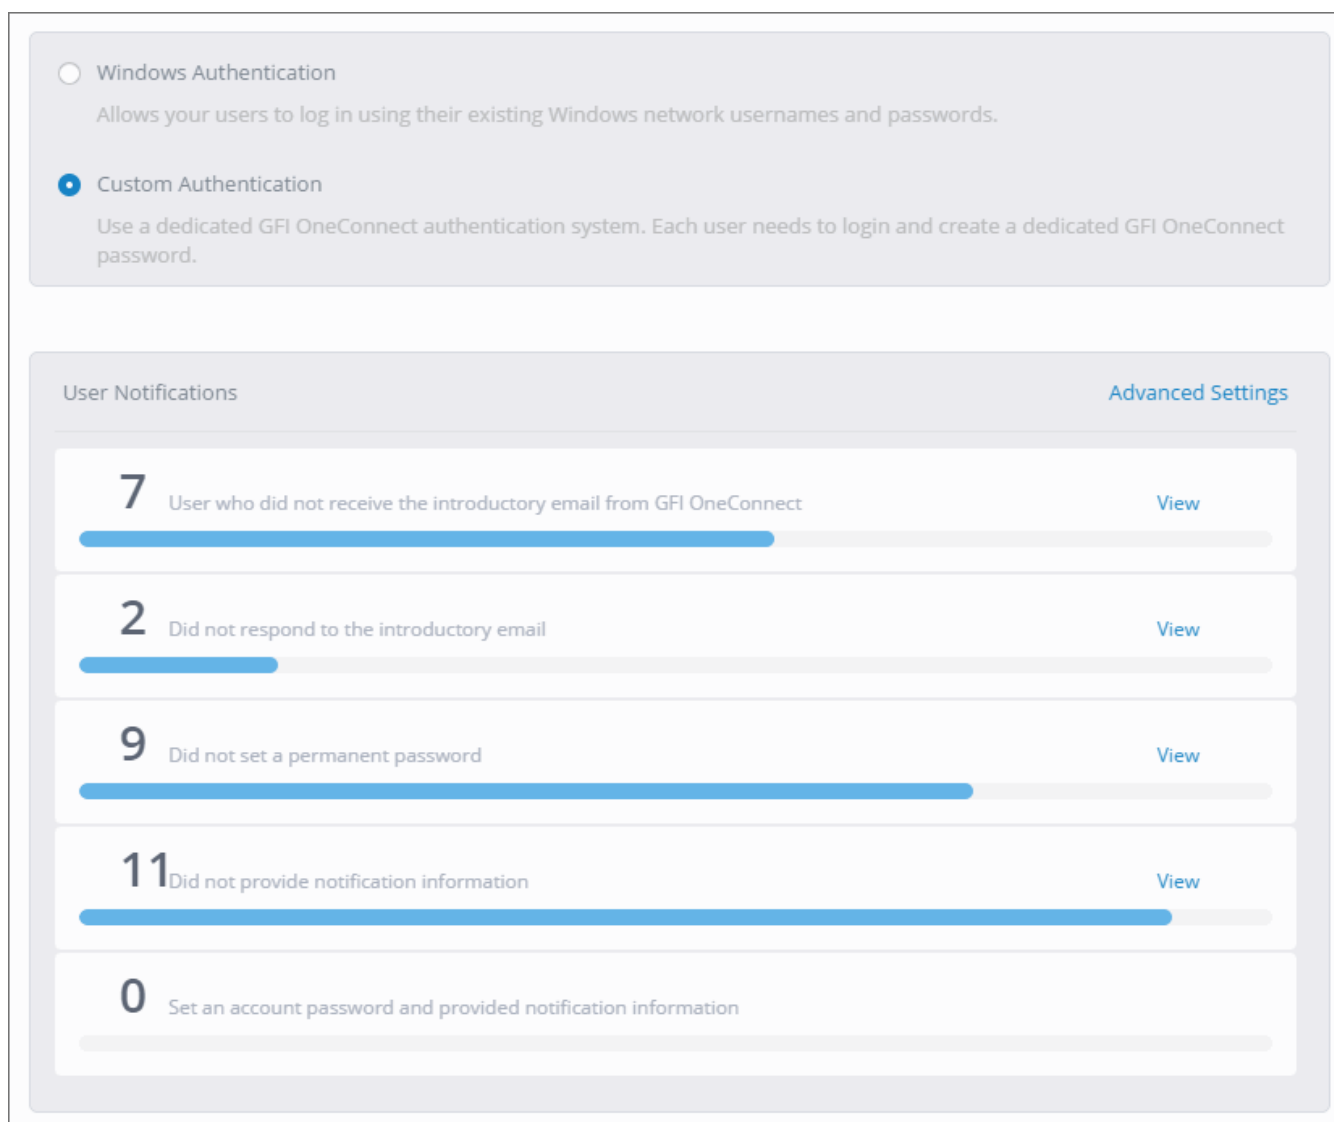 Windows Authentication
Allows your users to log in using their existing Windows network usernames and passwords.
Custom Authentication
Use a dedicated GFI OneConnect authentication system. Each user needs to login and create a dedicated GFI OneConnect
password.
User Notifications Advanced Settings
7 User who did not receive the introductory email from GFI OneConnect View
2 Did not respond to the introductory email View
9 Did not set a permanent password View
11 Did not provide notification information View
0 Set an account password and provided notification information